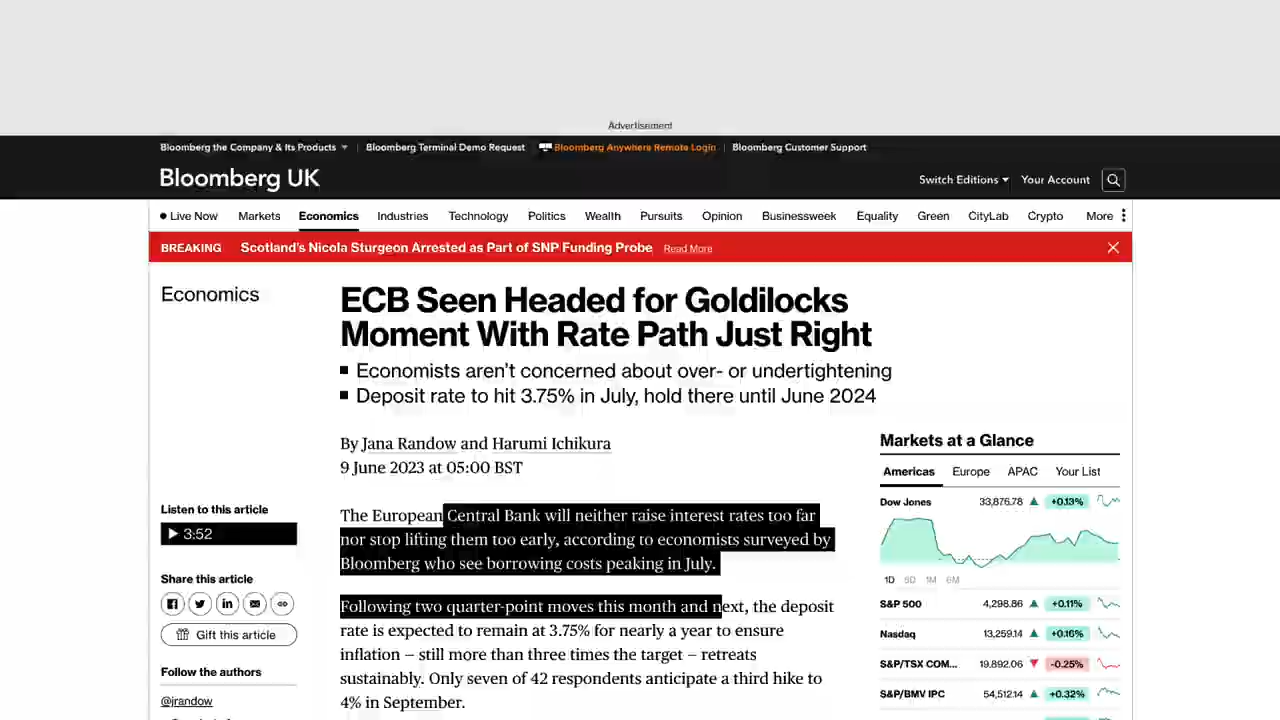 Advertisement
Bloomberg the Company & Its Products
Bloomberg Terminal Demo Request
Bloomberg Anywhere Remote Login
Bloomberg Customer Support
Bloomberg UK
Switch Editions
Your Account
Live Now
Markets
Economics
Industries
Technology
Politics
Wealth
Pursuits
Opinion
Businessweek
Equality
Green
CityLab
Crypto
More
BREAKING
Scotland's Nicola Sturgeon Arrested as Part of SNP Funding Probe
Read More
Economics
ECB Seen Headed for Goldilocks
Moment With Rate Path Just Right
Economists aren't concerned about over- or undertightening
Deposit rate to hit 3.75% in July, hold there until June 2024
By Jana Randow and Harumi Ichikura
9 June 2023 at 05:00 BST
Listen to this article
3:52
Share this article
Gift this article
Follow the authors
@jrandow
The European Central Bank will neither raise interest rates too far
nor stop lifting them too early, according to economists surveyed by
Bloomberg who see borrowing costs peaking in July.
Following two quarter-point moves this month and next, the deposit
rate is expected to remain at 3.75% for nearly a year to ensure
inflation – still more than three times the target – retreats
sustainably. Only seven of 42 respondents anticipate a third hike to
4% in September.
Markets at a Glance
Americas
Europe
APAC
Your List
Dow Jones 33,876.78 +0.13%
1D 5D 1M 6M
S&P 500 4,298.86 +0.11%
Nasdaq 13,259.14 +0.16%
S&P/TSX COM... 19,892.06 -0.25%
S&P/BMV IPC 54,512.14 +0.32%